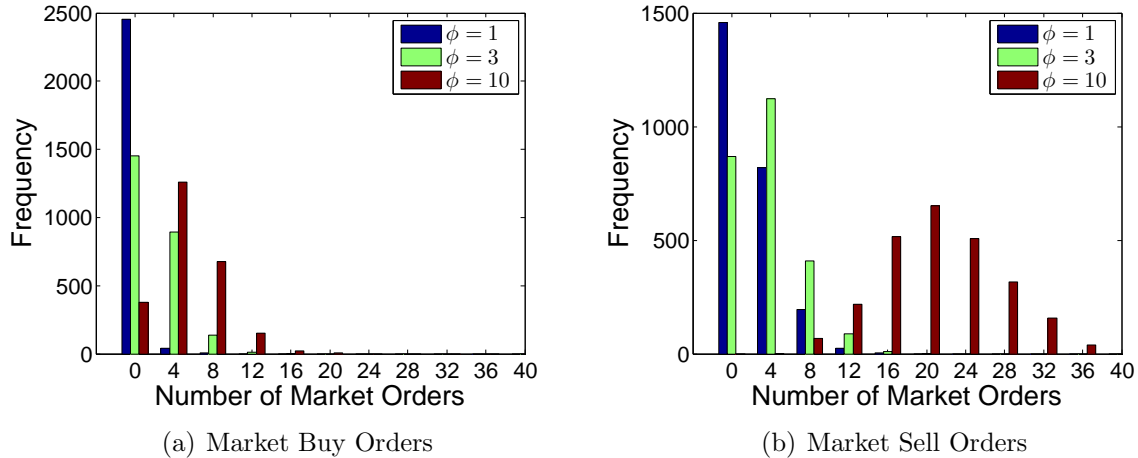 2500
2000
1500
1000
500
0
Frequency
0 4 8 12 16 20 24 28 32 36 40
Number of Market Orders
ϕ = 1
ϕ = 3
ϕ = 10
(a) Market Buy Orders
1500
1000
500
0
Frequency
0 4 8 12 16 20 24 28 32 36 40
Number of Market Orders
ϕ = 1
ϕ = 3
ϕ = 10
(b) Market Sell Orders